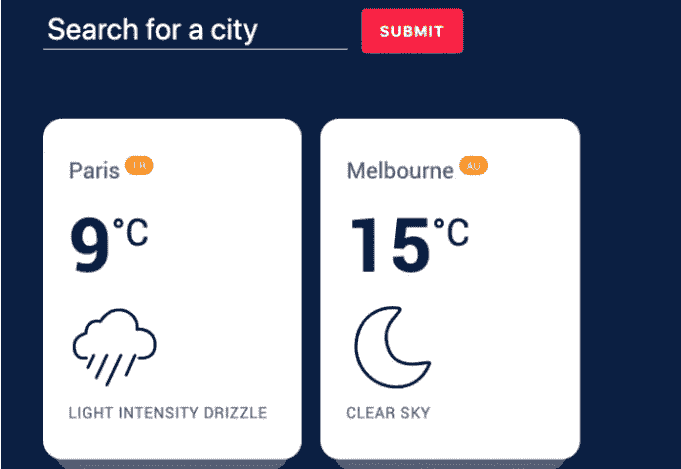 Search for a city
SUBMIT
Paris FR
9°C
LIGHT INTENSITY DRIZZLE
Melbourne AU
15°C
CLEAR SKY